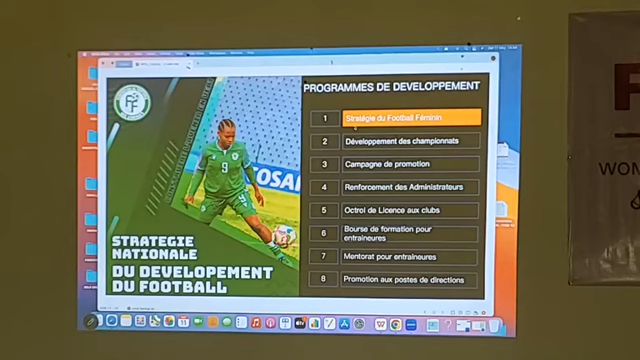 PROGRAMMES DE DEVELOPPEMENT
1 Stratégie du Football Féminin
2 Développement des championnats
3 Campagne de promotion
4 Renforcement des Administrateurs
5 Octroi de Licence aux clubs
6 Bourse de formation pour
entraineures
7 Mentorat pour entraineures
8 Promotion aux postes de directions
STRATEGIE
NATIONALE
DU DEVELOPEMENT
DU FOOTBALL
9
FF
WOM